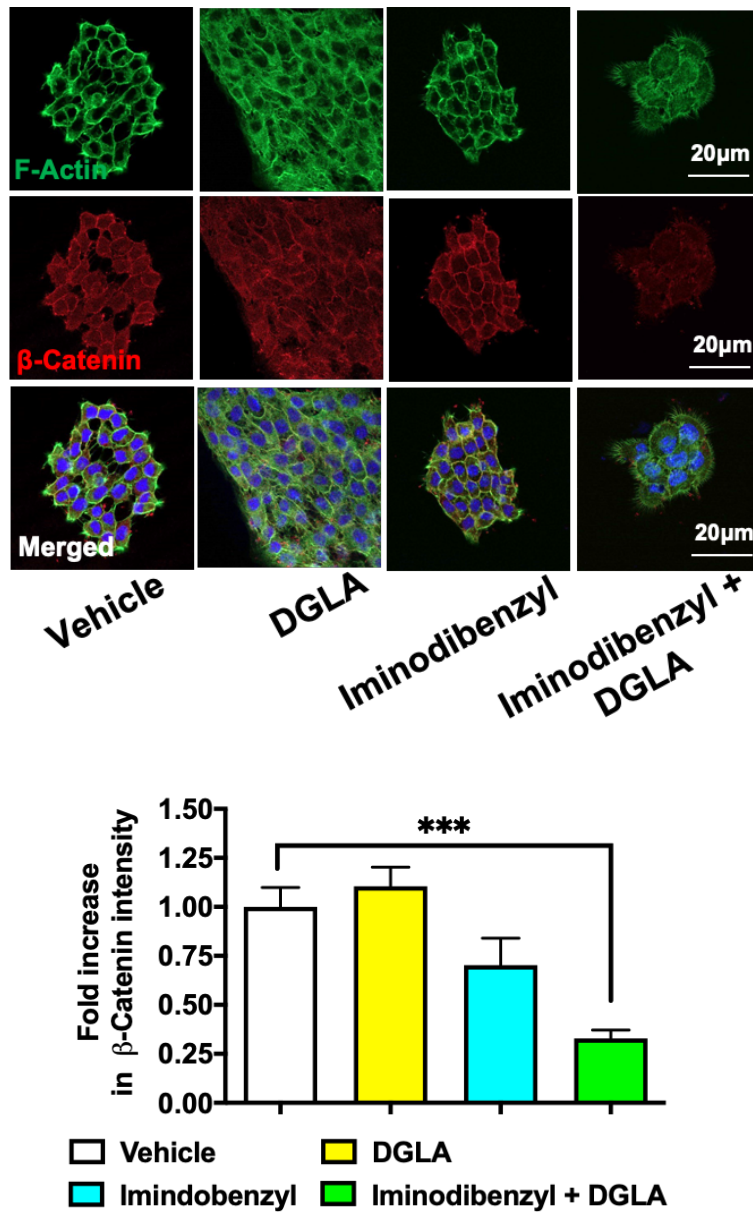 F-Actin
20µm
β-Catenin
20µm
Merged
20µm
Vehicle
DGLA
Iminodibenzyl
Iminodibenzyl +
DGLA
Fold increase
in β-Catenin intensity
1.50
1.25
1.00
0.75
0.50
0.25
0.00
***
Vehicle
DGLA
Imindobenzyl
Iminodibenzyl + DGLA